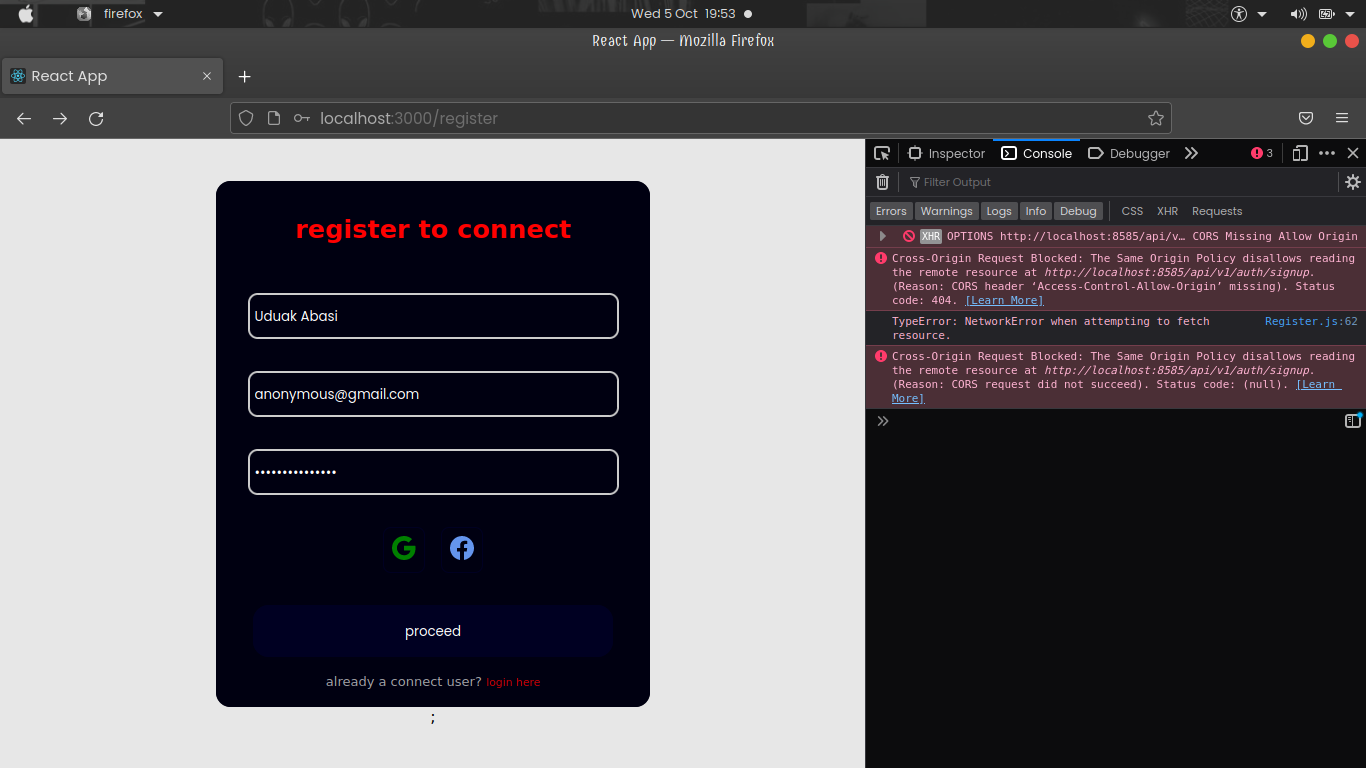 firefox
Wed 5 Oct 19:53
React App — Mozilla Firefox
React App
localhost:3000/register
register to connect
Uduak Abasi
anonymous@gmail.com
•••••••••••••••
proceed
already a connect user? login here
;
Inspector
Console
Debugger
3
Filter Output
Errors
Warnings
Logs
Info
Debug
CSS
XHR
Requests
XHR OPTIONS http://localhost:8585/api/v… CORS Missing Allow Origin
Cross-Origin Request Blocked: The Same Origin Policy disallows reading
the remote resource at http://localhost:8585/api/v1/auth/signup.
(Reason: CORS header ‘Access-Control-Allow-Origin’ missing). Status
code: 404. [Learn More]
TypeError: NetworkError when attempting to fetch Register.js:62
resource.
Cross-Origin Request Blocked: The Same Origin Policy disallows reading
the remote resource at http://localhost:8585/api/v1/auth/signup.
(Reason: CORS request did not succeed). Status code: (null). [Learn
More]